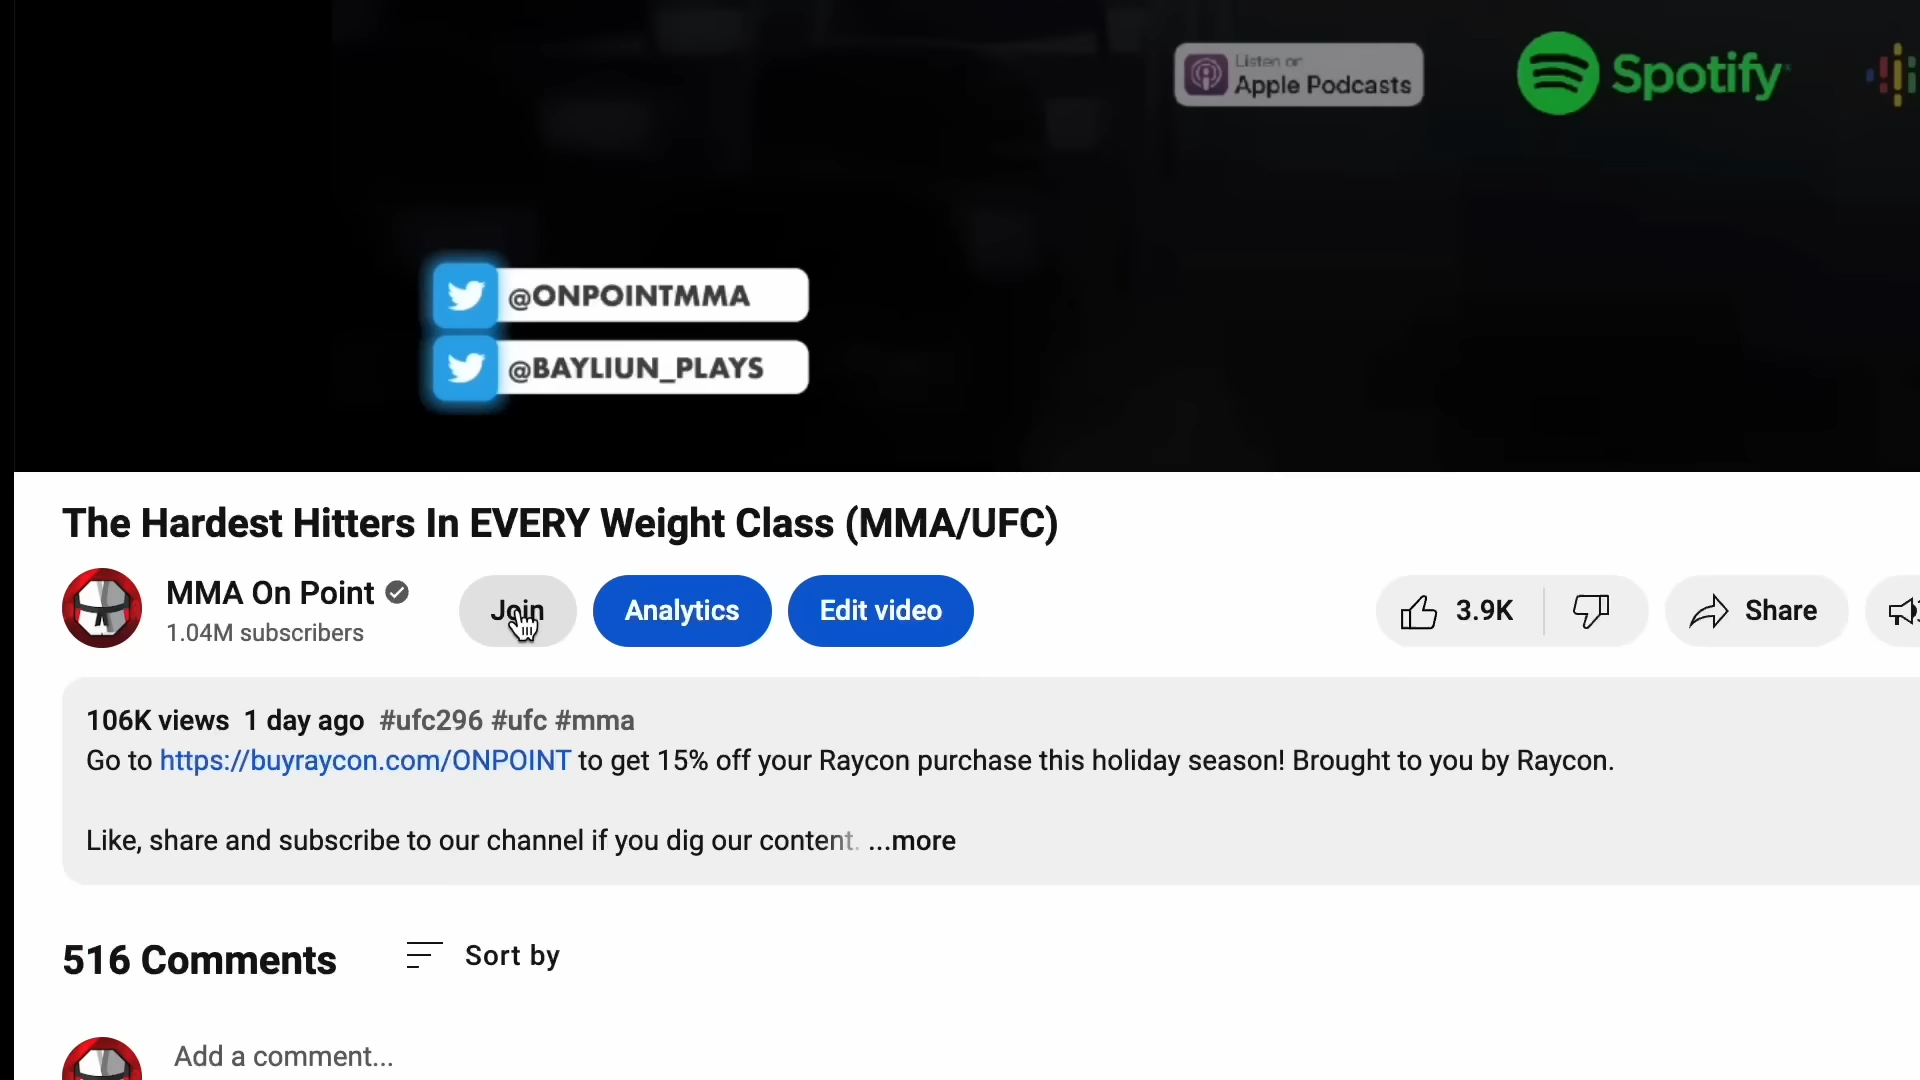 Listen on
Apple Podcasts
Spotify
@ONPOINTMMA
@BAYLIUN_PLAYS
The Hardest Hitters In EVERY Weight Class (MMA/UFC)
MMA On Point
1.04M subscribers
Join
Analytics
Edit video
3.9K
Share
106K views 1 day ago #ufc296 #ufc #mma
Go to https://buyraycon.com/ONPOINT to get 15% off your Raycon purchase this holiday season! Brought to you by Raycon.
Like, share and subscribe to our channel if you dig our content. ...more
516 Comments
Sort by
Add a comment...